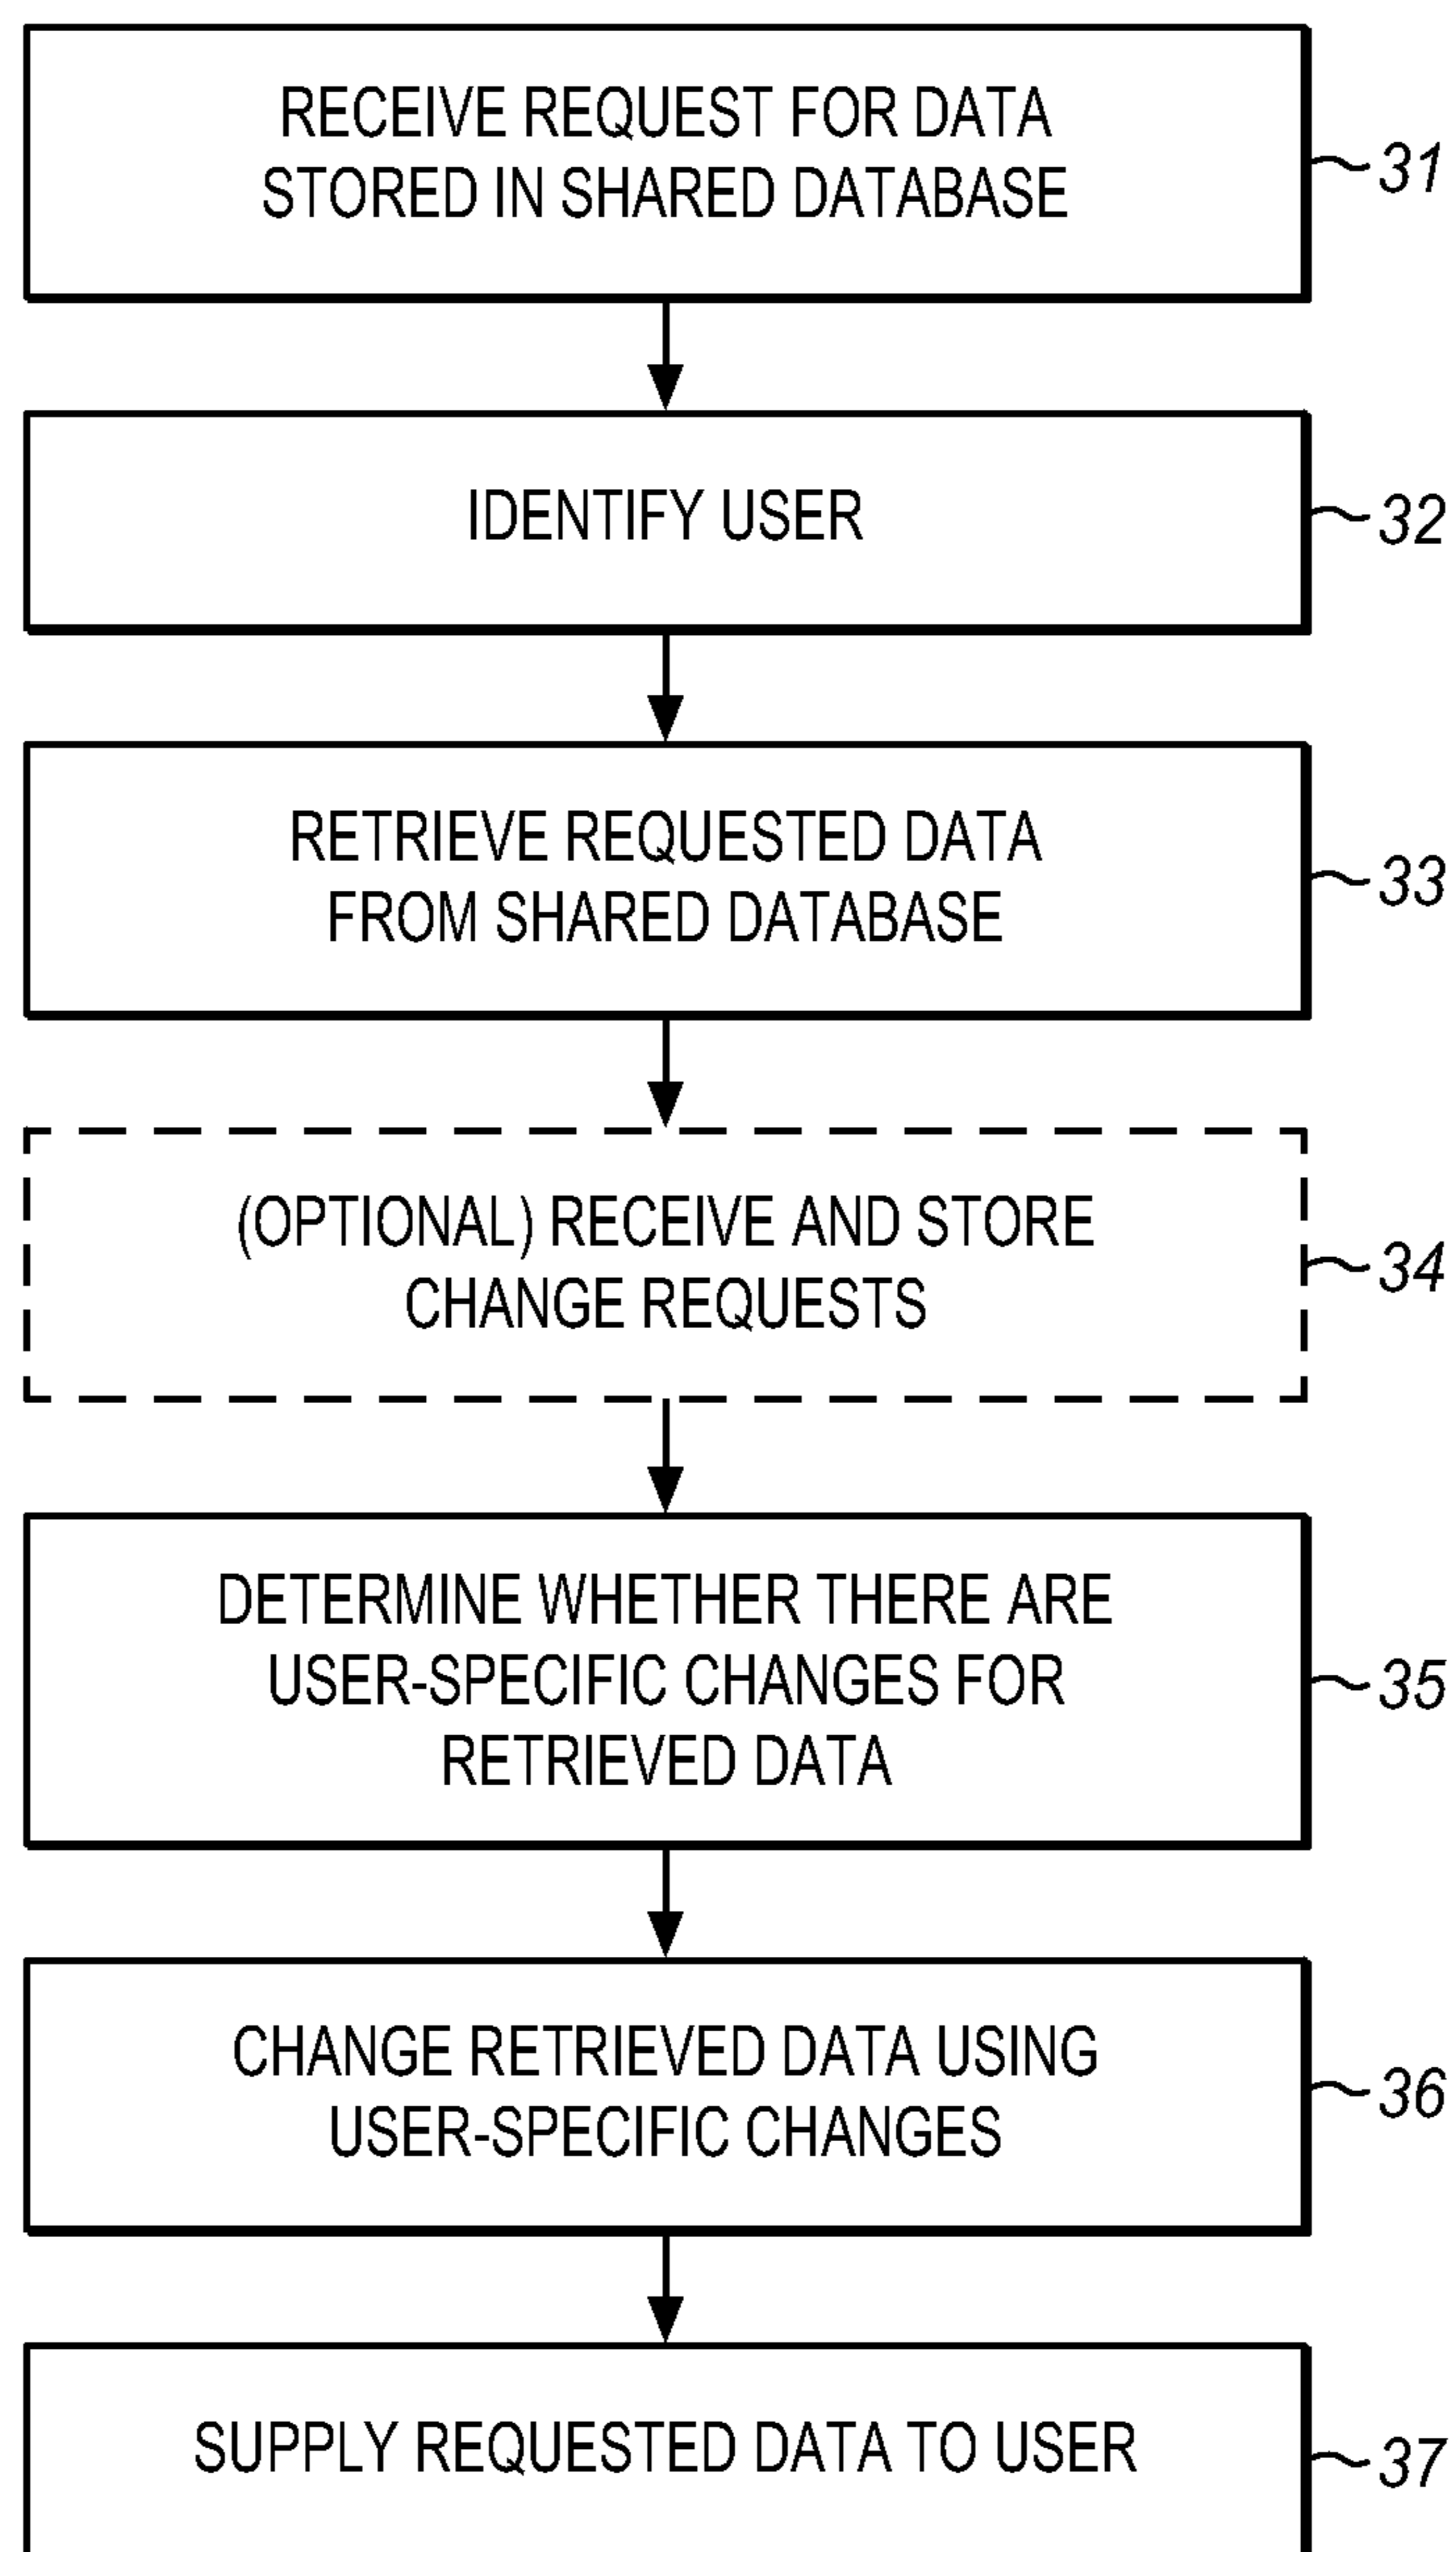 RECEIVE REQUEST FOR DATA
STORED IN SHARED DATABASE
31
IDENTIFY USER
32
RETRIEVE REQUESTED DATA
FROM SHARED DATABASE
33
(OPTIONAL) RECEIVE AND STORE
CHANGE REQUESTS
34
DETERMINE WHETHER THERE ARE
USER-SPECIFIC CHANGES FOR
RETRIEVED DATA
35
CHANGE RETRIEVED DATA USING
USER-SPECIFIC CHANGES
36
SUPPLY REQUESTED DATA TO USER
37